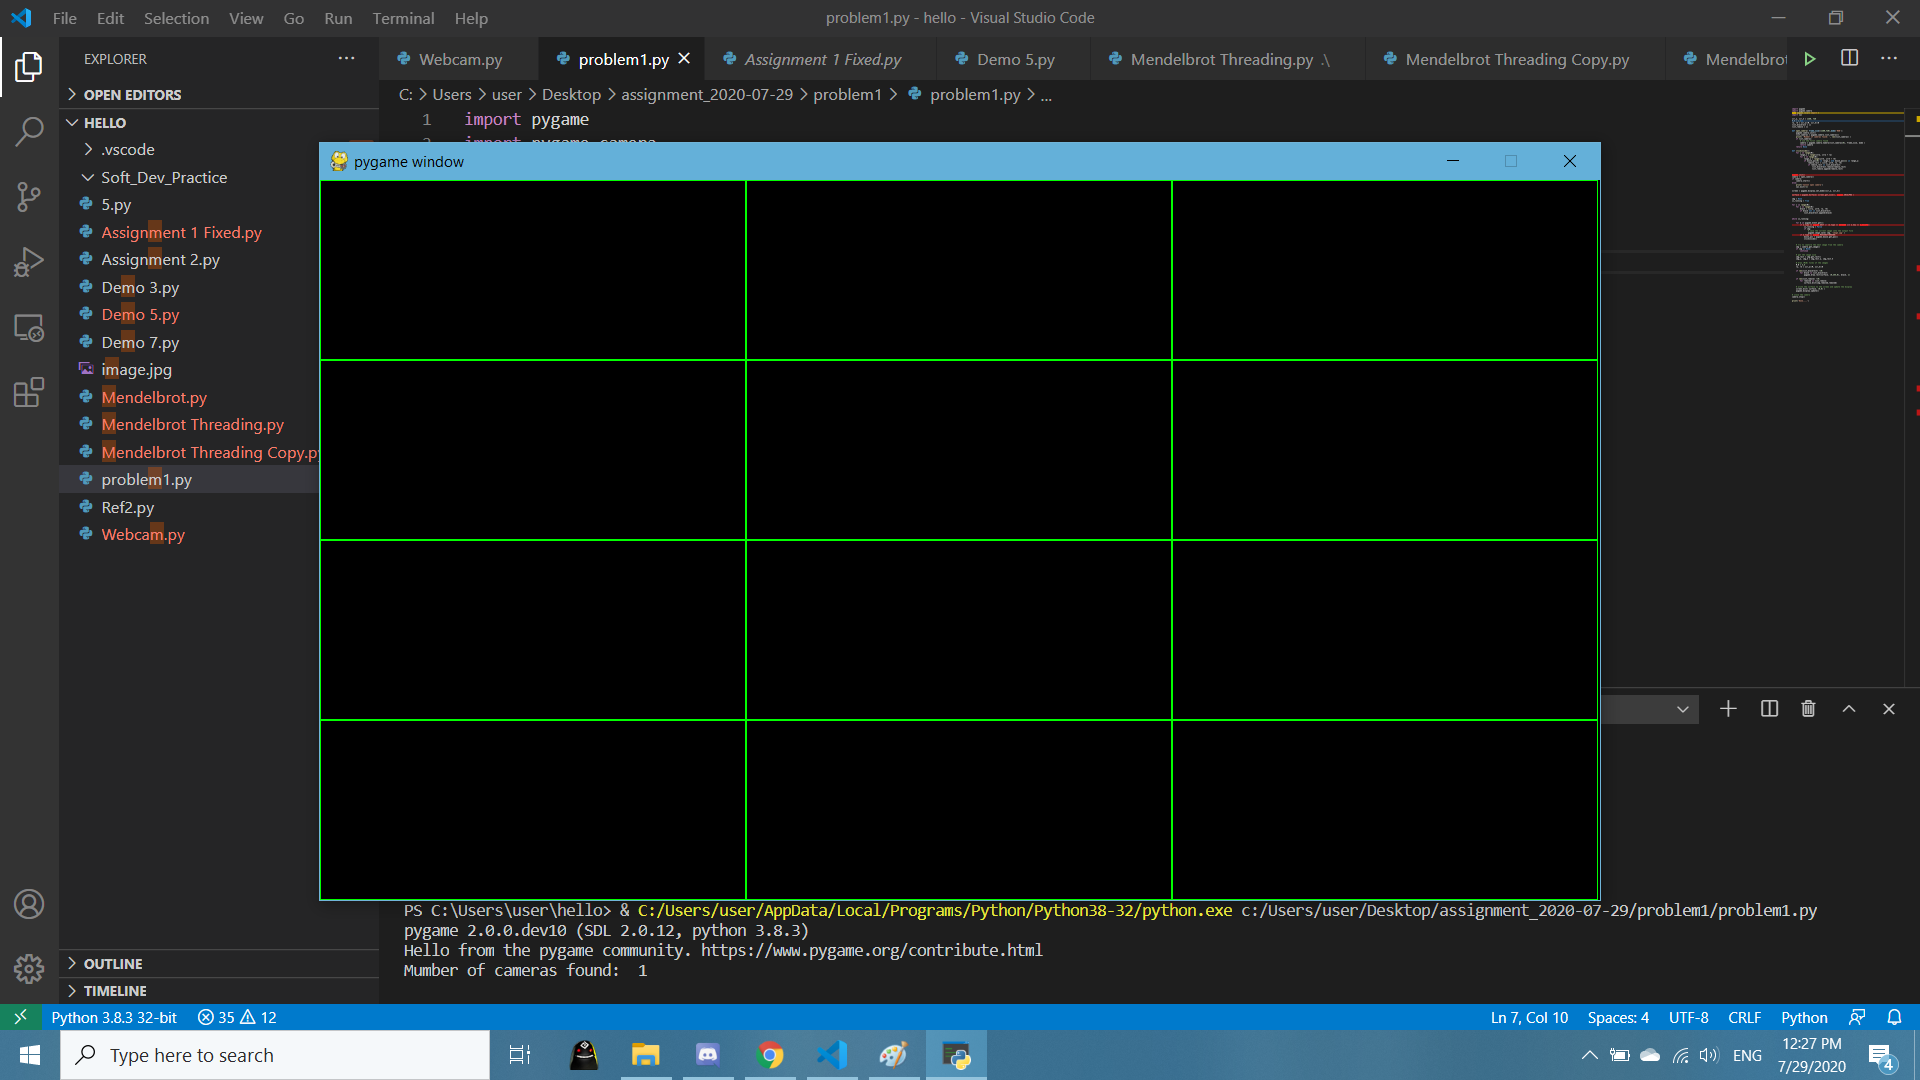 File Edit Selection View Go Run Terminal Help
problem1.py - hello - Visual Studio Code
EXPLORER
Webcam.py
problem1.py
Assignment 1 Fixed.py
Demo 5.py
Mendelbrot Threading.py .\
Mendelbrot Threading Copy.py
Mendelbrot
C: > Users > user > Desktop > assignment_2020-07-29 > problem1 > problem1.py > ...
OPEN EDITORS
HELLO
.vscode
Soft_Dev_Practice
5.py
Assignment 1 Fixed.py
Assignment 2.py
Demo 3.py
Demo 5.py
Demo 7.py
image.jpg
Mendelbrot.py
Mendelbrot Threading.py
Mendelbrot Threading Copy.py
problem1.py
Ref2.py
Webcam.py
OUTLINE
TIMELINE
1 import pygame
2 import pygame.camera
pygame window
PS C:\Users\user\hello> & C:/Users/user/AppData/Local/Programs/Python/Python38-32/python.exe c:/Users/user/Desktop/assignment_2020-07-29/problem1/problem1.py
pygame 2.0.0.dev10 (SDL 2.0.12, python 3.8.3)
Hello from the pygame community. https://www.pygame.org/contribute.html
Mumber of cameras found:  1
Python 3.8.3 32-bit 35 12
Ln 7, Col 10 Spaces: 4 UTF-8 CRLF Python
Type here to search
ENG
12:27 PM
7/29/2020
4